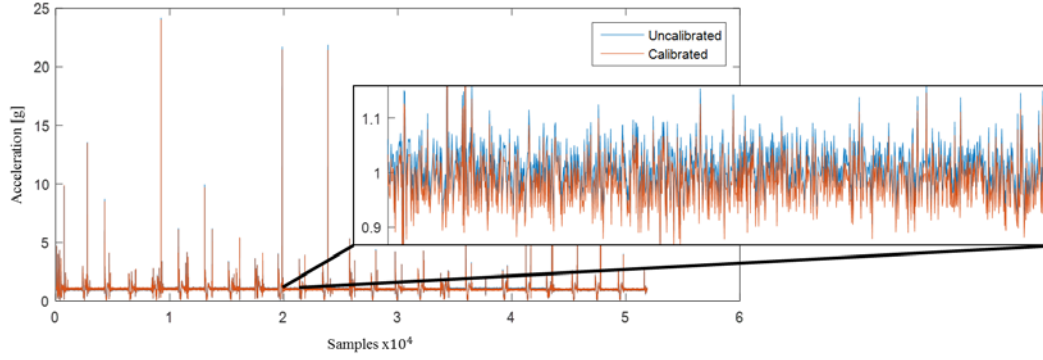 25
20
15
10
5
0
Acceleration [g]
Uncalibrated
Calibrated
1.1
1
0.9
0 1 2 3 4 5 6
Samples x10⁴